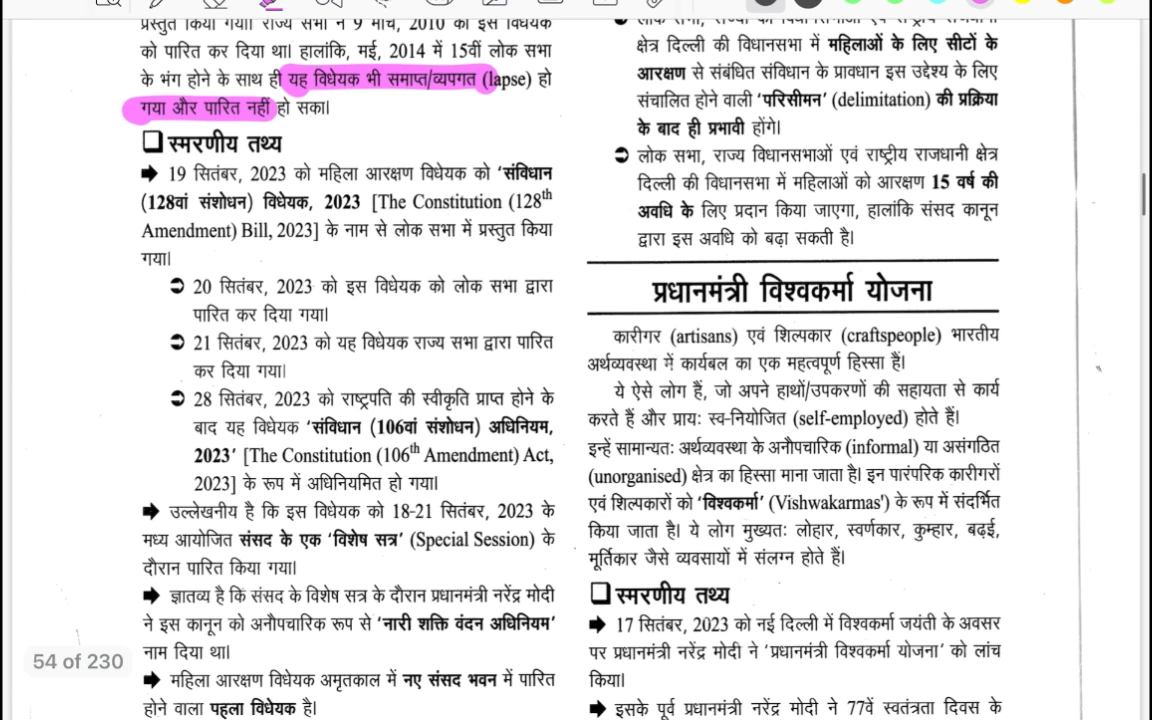 प्रस्तुत किया गया। राज्य सभा ने 9 मार्च, 2010 को इस विधेयक
को पारित कर दिया था। हालांकि, मई, 2014 में 15वीं लोक सभा
के भंग होने के साथ ही यह विधेयक भी समाप्त/व्यपगत (lapse) हो
गया और पारित नहीं हो सका।
स्मरणीय तथ्य
19 सितंबर, 2023 को महिला आरक्षण विधेयक को 'संविधान
(128वां संशोधन) विधेयक, 2023 [The Constitution (128th
Amendment) Bill, 2023] के नाम से लोक सभा में प्रस्तुत किया
गया।
20 सितंबर, 2023 को इस विधेयक को लोक सभा द्वारा
पारित कर दिया गया।
21 सितंबर, 2023 को यह विधेयक राज्य सभा द्वारा पारित
कर दिया गया।
28 सितंबर, 2023 को राष्ट्रपति की स्वीकृति प्राप्त होने के
बाद यह विधेयक 'संविधान (106वां संशोधन) अधिनियम,
2023' [The Constitution (106th Amendment) Act,
2023] के रूप में अधिनियमित हो गया।
उल्लेखनीय है कि इस विधेयक को 18-21 सितंबर, 2023 के
मध्य आयोजित संसद के एक 'विशेष सत्र' (Special Session) के
दौरान पारित किया गया।
ज्ञातव्य है कि संसद के विशेष सत्र के दौरान प्रधानमंत्री नरेंद्र मोदी
ने इस कानून को अनौपचारिक रूप से 'नारी शक्ति वंदन अधिनियम'
नाम दिया था।
महिला आरक्षण विधेयक अमृतकाल में नए संसद भवन में पारित
होने वाला पहला विधेयक है।
54 of 230
लोक सभा, राज्यों की विधानसभाओं एवं राष्ट्रीय राजधानी
क्षेत्र दिल्ली की विधानसभा में महिलाओं के लिए सीटों के
आरक्षण से संबंधित संविधान के प्रावधान इस उद्देश्य के लिए
संचालित होने वाली 'परिसीमन' (delimitation) की प्रक्रिया
के बाद ही प्रभावी होंगे।
लोक सभा, राज्य विधानसभाओं एवं राष्ट्रीय राजधानी क्षेत्र
दिल्ली की विधानसभा में महिलाओं को आरक्षण 15 वर्ष की
अवधि के लिए प्रदान किया जाएगा, हालांकि संसद कानून
द्वारा इस अवधि को बढ़ा सकती है।
प्रधानमंत्री विश्वकर्मा योजना
कारीगर (artisans) एवं शिल्पकार (craftspeople) भारतीय
अर्थव्यवस्था में कार्यबल का एक महत्वपूर्ण हिस्सा हैं।
ये ऐसे लोग हैं, जो अपने हाथों/उपकरणों की सहायता से कार्य
करते हैं और प्रायः स्व-नियोजित (self-employed) होते हैं।
इन्हें सामान्यतः अर्थव्यवस्था के अनौपचारिक (informal) या असंगठित
(unorganised) क्षेत्र का हिस्सा माना जाता है। इन पारंपरिक कारीगरों
एवं शिल्पकारों को 'विश्वकर्मा' (Vishwakarmas') के रूप में संदर्भित
किया जाता है। ये लोग मुख्यतः लोहार, स्वर्णकार, कुम्हार, बढ़ई,
मूर्तिकार जैसे व्यवसायों में संलग्न होते हैं।
स्मरणीय तथ्य
17 सितंबर, 2023 को नई दिल्ली में विश्वकर्मा जयंती के अवसर
पर प्रधानमंत्री नरेंद्र मोदी ने 'प्रधानमंत्री विश्वकर्मा योजना' को लांच
किया।
इसके पूर्व प्रधानमंत्री नरेंद्र मोदी ने 77वें स्वतंत्रता दिवस के